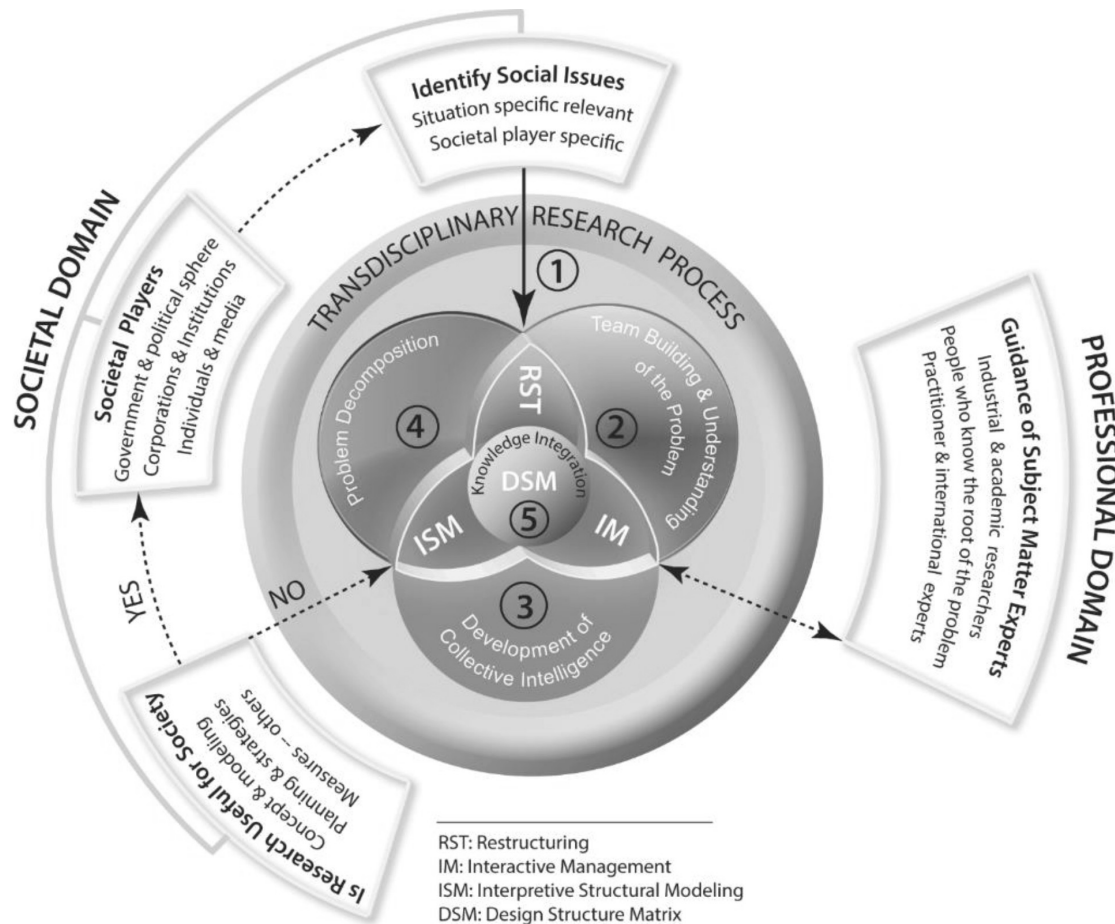 Identify Social Issues
Situation specific relevant
Societal player specific
SOCIETAL DOMAIN
Societal Players
Government & political sphere
Corporations & Institutions
Individuals & media
TRANSDISCIPLINARY RESEARCH PROCESS
1
Team Building & Understanding
of the Problem
2
Problem Decomposition
4
RST
Knowledge Integration
DSM
5
ISM
IM
3
Development of
Collective Intelligence
PROFESSIONAL DOMAIN
Guidance of Subject Matter Experts
Industrial & academic researchers
People who know the root of the problem
Practitioner & international experts
YES
NO
Is Research Useful for Society
Concept & modeling
Planning & strategies
Measures -- others
RST: Restructuring
IM: Interactive Management
ISM: Interpretive Structural Modeling
DSM: Design Structure Matrix